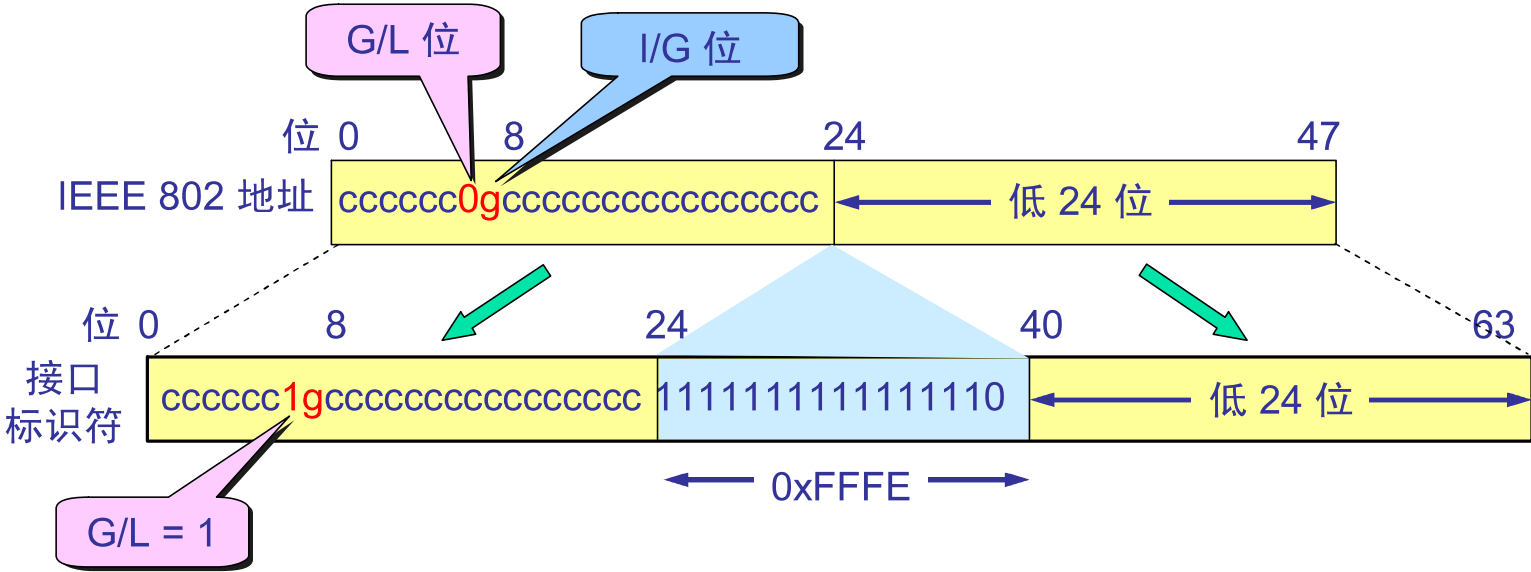 G/L 位
I/G 位
位 0 8 24 47
IEEE 802 地址 cccccc0gcccccccccccccccc 低 24 位
位 0 8 24 40 63
接口
标识符
cccccc1gcccccccccccccccc 1111111111111110 低 24 位
0xFFFE
G/L = 1